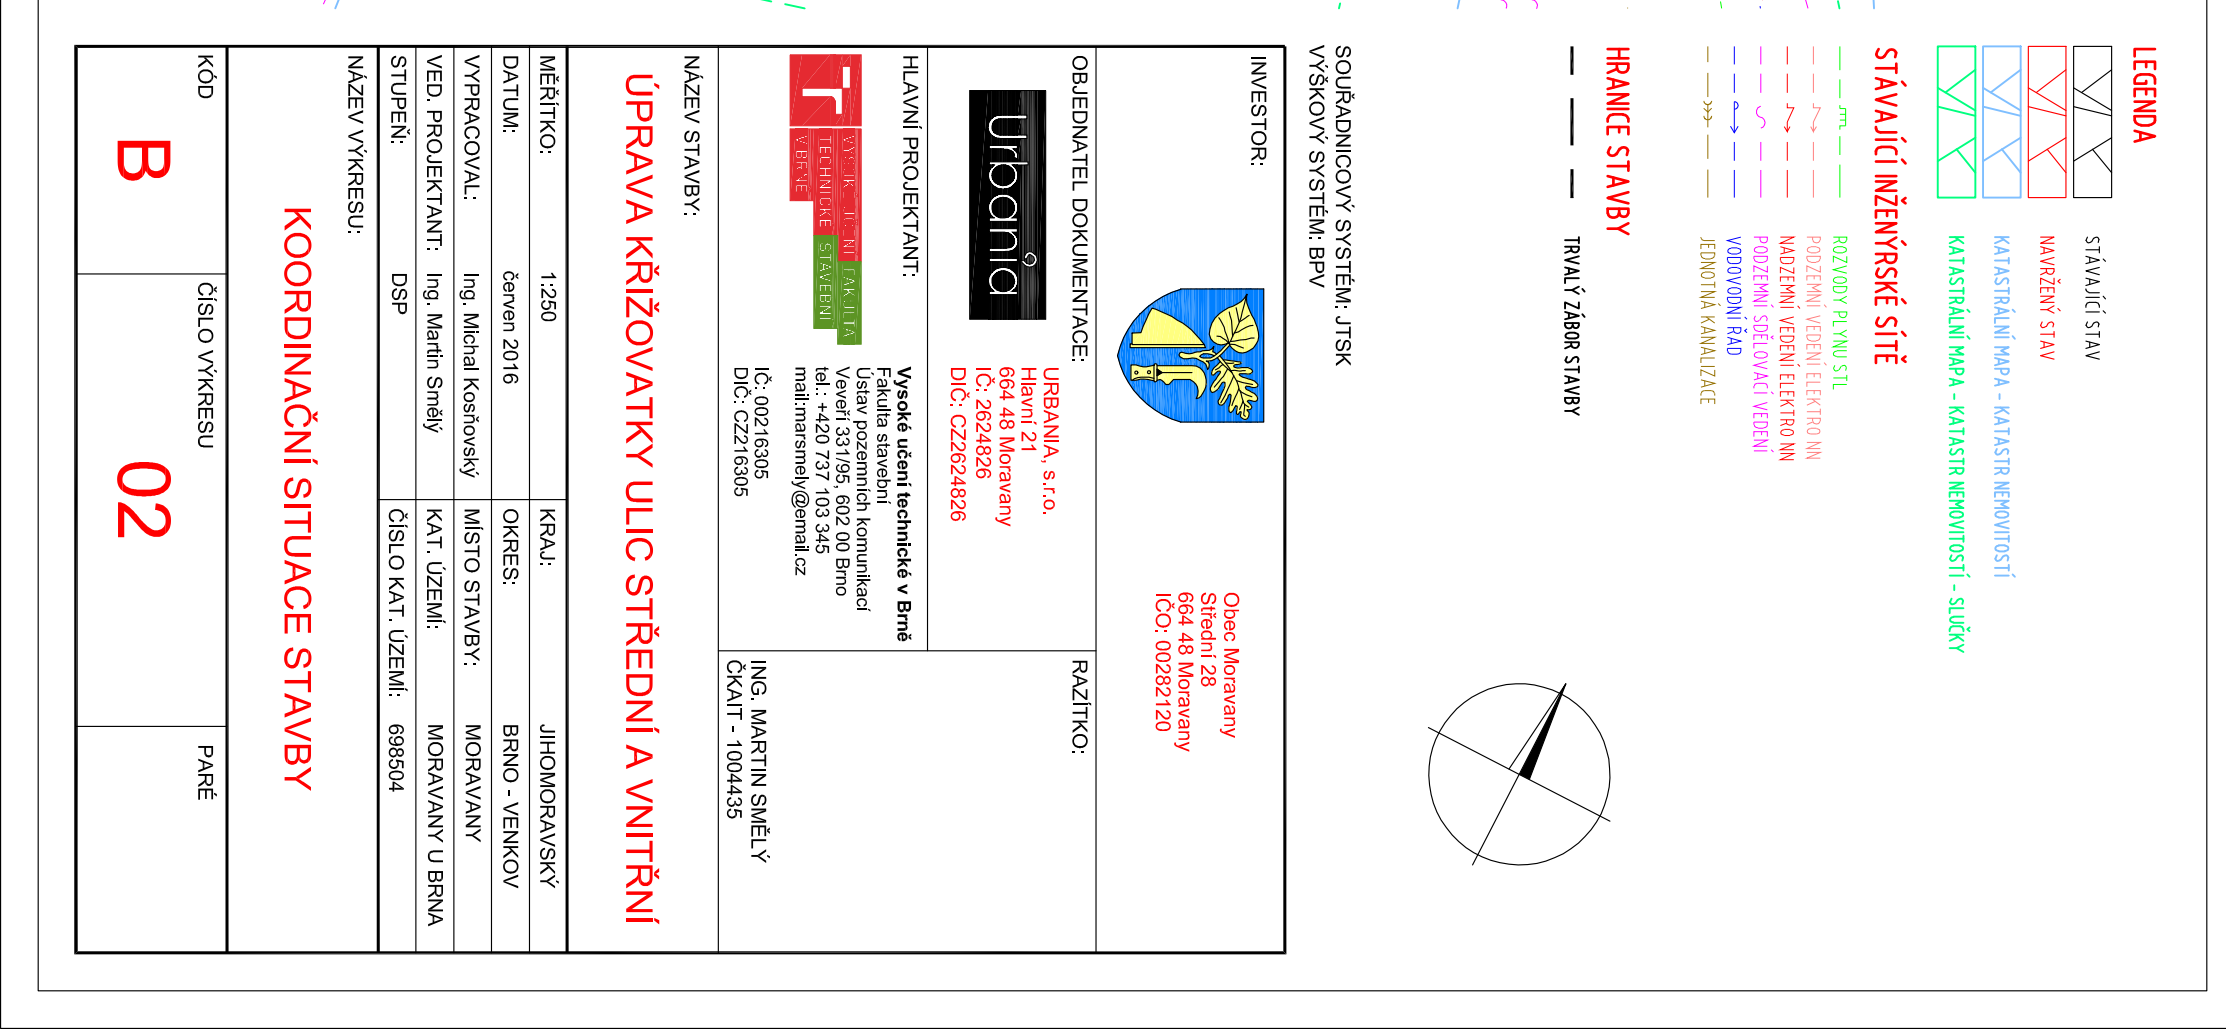 LEGENDA
STÁVAJÍCÍ STAV
NAVRŽENÝ STAV
KATASTRÁLNÍ MAPA - KATASTR NEMOVITOSTÍ
KATASTRÁLNÍ MAPA - KATASTR NEMOVITOSTÍ - SLUČKY
STÁVAJÍCÍ INŽENÝRSKÉ SÍTĚ
ROZVODY PLYNU STL
PODZEMNÍ VEDENÍ ELEKTRO NN
NADZEMNÍ VEDENÍ ELEKTRO NN
PODZEMNÍ SDĚLOVACÍ VEDENÍ
VODOVODNÍ ŘAD
JEDNOTNÁ KANALIZACE
HRANICE STAVBY
TRVALÝ ZÁBOR STAVBY
SOUŘADNICOVÝ SYSTÉM: JTSK
VÝŠKOVÝ SYSTÉM: BPV
INVESTOR:
Obec Moravany
Střední 28
664 48 Moravany
IČO: 00282120
OBJEDNATEL DOKUMENTACE:
Urbania
URBANIA, s.r.o.
Hlavní 21
664 48 Moravany
IČ: 2624826
DIČ: CZ2624826
RAZÍTKO:
ING. MARTIN SMĚLÝ
ČKAIT - 1004435
HLAVNÍ PROJEKTANT:
FAKULTA
TECHNICKÉ STAVEBNÍ
V BRNĚ
Vysoké učení technické v Brně
Fakulta stavební
Ústav pozemních komunikací
Veveří 331/95, 602 00 Brno
tel.: +420 737 103 345
mail:marsmely@email.cz
IČ: 00216305
DIČ: CZ216305
NÁZEV STAVBY:
ÚPRAVA KŘIŽOVATKY ULIC STŘEDNÍ A VNITŘNÍ
MĚŘÍTKO: 1:250 KRAJ: JIHOMORAVSKÝ
DATUM: červen 2016 OKRES: BRNO - VENKOV
VYPRACOVAL: Ing. Michal Kosňovský MÍSTO STAVBY: MORAVANY
VED. PROJEKTANT: Ing. Martin Smělý KAT. ÚZEMÍ: MORAVANY U BRNA
STUPEŇ: DSP ČÍSLO KAT. ÚZEMÍ: 698504
NÁZEV VÝKRESU:
KOORDINAČNÍ SITUACE STAVBY
KÓD ČÍSLO VÝKRESU PARÉ
B 02